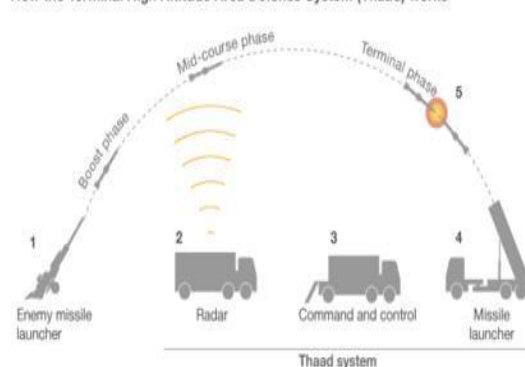 How the Terminal High Altitude Area Defense System (Thaad) works
Mid-course phase
Terminal phase
5
Boost phase
1
2
3
4
Enemy missile
launcher
Radar
Command and control
Missile
launcher
Thaad system